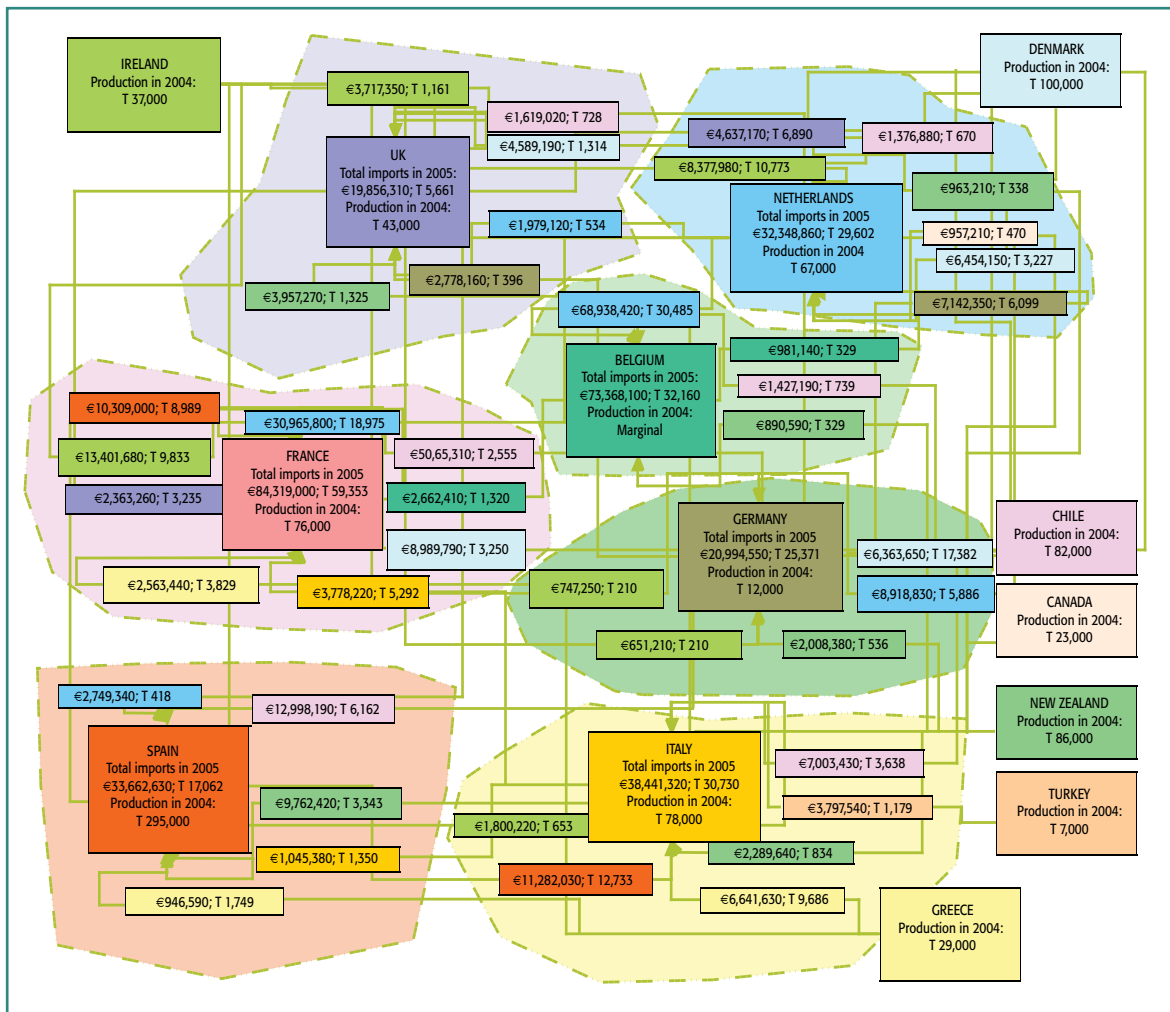 IRELAND
Production in 2004:
T 37,000
DENMARK
Production in 2004:
T 100,000
€3,717,350; T 1,161
€1,619,020; T 728
€4,589,190; T 1,314
€4,637,170; T 6,890
€1,376,880; T 670
€8,377,980; T 10,773
€963,210; T 338
UK
Total imports in 2005:
€19,856,310; T 5,661
Production in 2004:
T 43,000
NETHERLANDS
Total imports in 2005
€32,348,860; T 29,602
Production in 2004
T 67,000
€1,979,120; T 534
€957,210; T 470
€6,454,150; T 3,227
€2,778,160; T 396
€3,957,270; T 1,325
€7,142,350; T 6,099
€68,938,420; T 30,485
€981,140; T 329
BELGIUM
Total imports in 2005:
€73,368,100; T 32,160
Production in 2004:
Marginal
€1,427,190; T 739
€890,590; T 329
€10,309,000; T 8,989
€30,965,800; T 18,975
€13,401,680; T 9,833
€50,65,310; T 2,555
FRANCE
Total imports in 2005
€84,319,000; T 59,353
Production in 2004:
T 76,000
€2,363,260; T 3,235
€2,662,410; T 1,320
€8,989,790; T 3,250
GERMANY
Total imports in 2005
€20,994,550; T 25,371
Production in 2004:
T 12,000
€6,363,650; T 17,382
CHILE
Production in 2004:
T 82,000
€2,563,440; T 3,829
€3,778,220; T 5,292
€747,250; T 210
€8,918,830; T 5,886
CANADA
Production in 2004:
T 23,000
€651,210; T 210
€2,008,380; T 536
€2,749,340; T 418
€12,998,190; T 6,162
NEW ZEALAND
Production in 2004:
T 86,000
SPAIN
Total imports in 2005
€33,662,630; T 17,062
Production in 2004:
T 295,000
ITALY
Total imports in 2005
€38,441,320; T 30,730
Production in 2004:
T 78,000
€7,003,430; T 3,638
€9,762,420; T 3,343
€3,797,540; T 1,179
TURKEY
Production in 2004:
T 7,000
€1,800,220; T 653
€1,045,380; T 1,350
€2,289,640; T 834
€11,282,030; T 12,733
€946,590; T 1,749
€6,641,630; T 9,686
GREECE
Production in 2004:
T 29,000